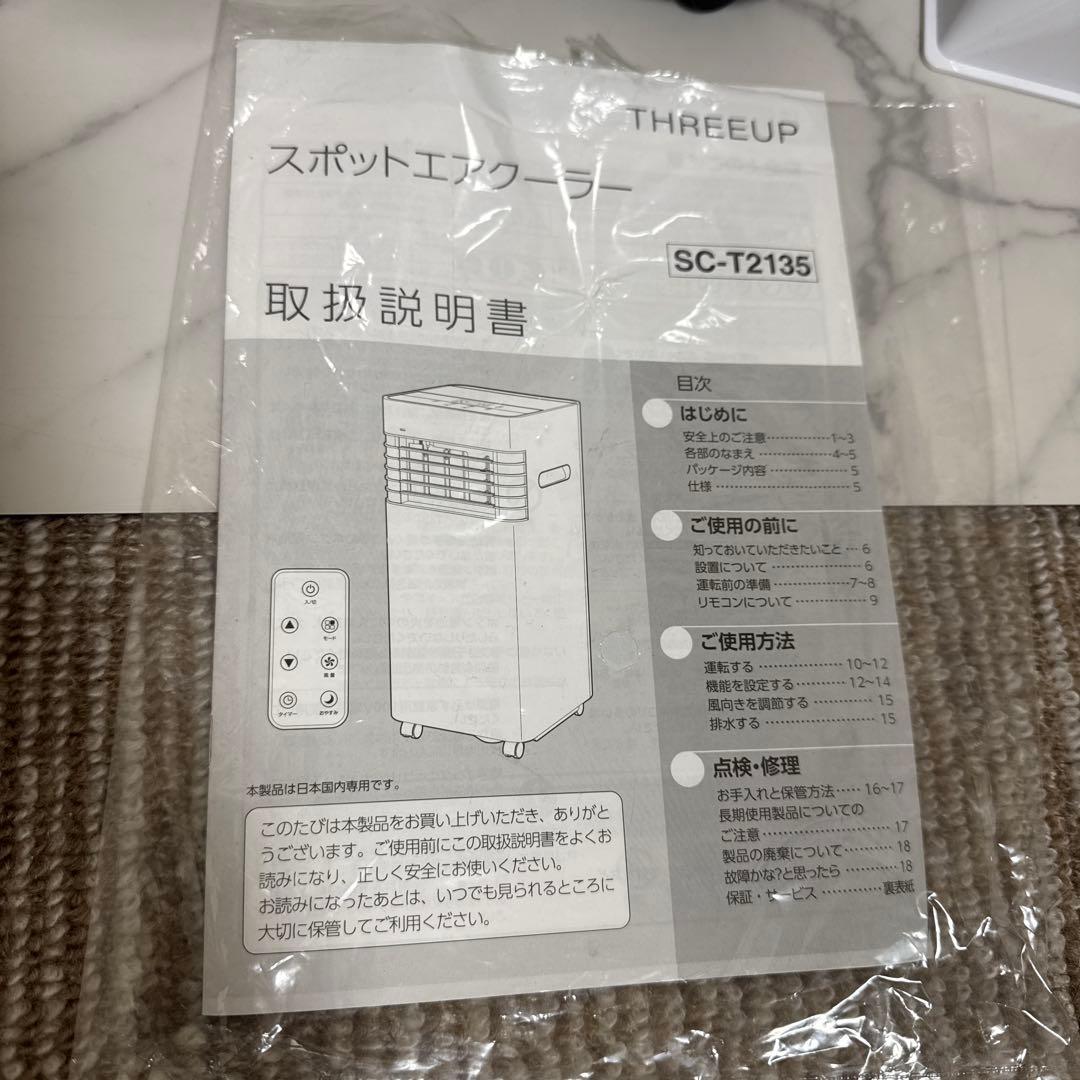 THREEUP
スポットエアクーラー
SC-T2135
取扱説明書
入/切
モード
風量
タイマー
おやすみ
本製品は日本国内専用です。
このたびは本製品をお買い上げいただき、ありがと
うございます。ご使用前にこの取扱説明書をよくお
読みになり、正しく安全にお使いください。
お読みになったあとは、いつでも見られるところに
大切に保管してご利用ください。
目次
はじめに
安全上のご注意…………1~3
各部のなまえ……………4~5
パッケージ内容……………5
仕様………………………5
ご使用の前に
知っておいていただきたいこと…6
設置について………………6
運転前の準備……………7~8
リモコンについて…………9
ご使用方法
運転する……………10~12
機能を設定する………12~14
風向きを調節する…………15
排水する……………………15
点検・修理
お手入れと保管方法……16~17
長期使用製品についての
ご注意……………………17
製品の廃棄について………18
故障かな?と思ったら………18
保証・サービス…………裏表紙